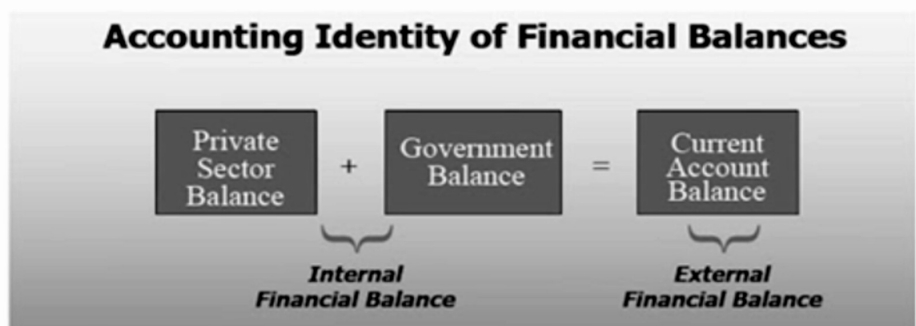 Accounting Identity of Financial Balances
Private
Sector
Balance
+
Government
Balance
=
Current
Account
Balance
Internal
Financial Balance
External
Financial Balance